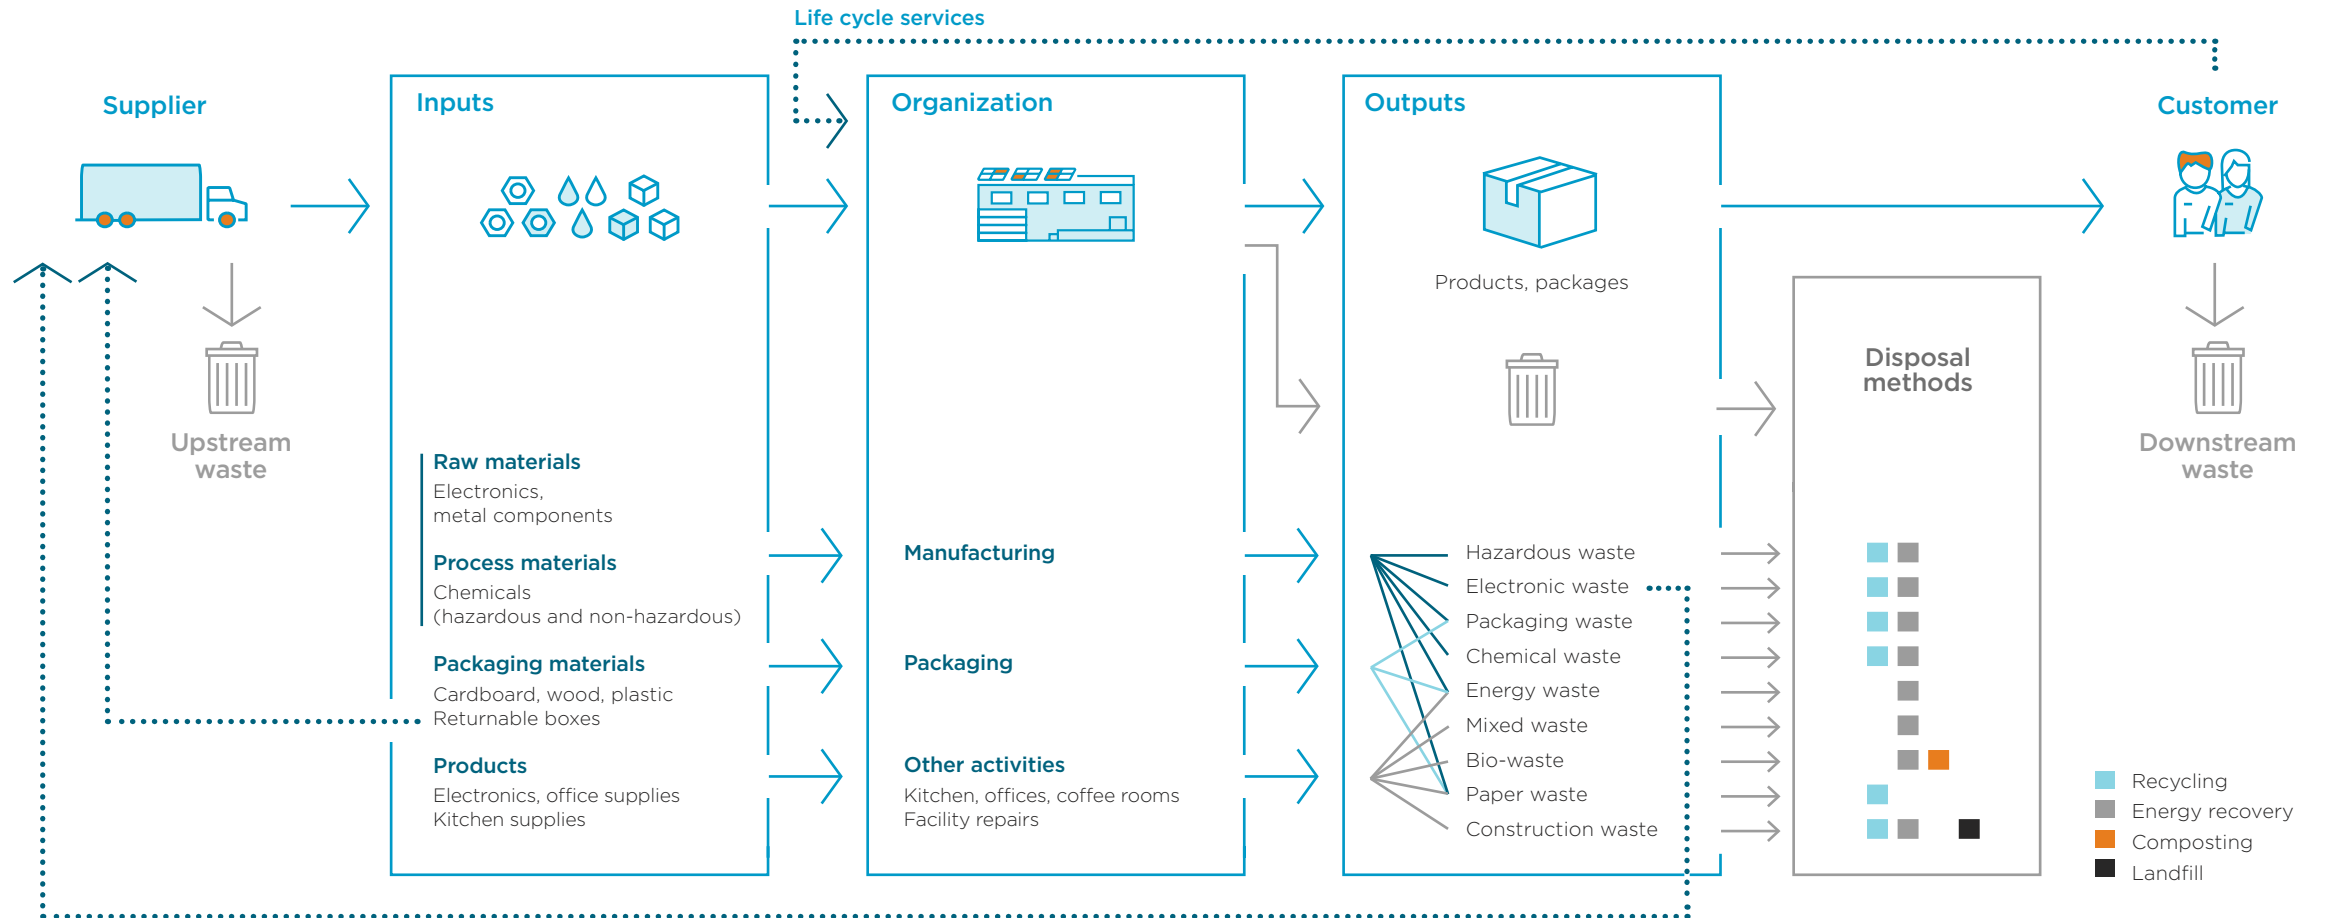 Life cycle services
Supplier
Upstream
waste
Inputs
Raw materials
Electronics,
metal components
Process materials
Chemicals
(hazardous and non-hazardous)
Packaging materials
Cardboard, wood, plastic
Returnable boxes
Products
Electronics, office supplies
Kitchen supplies
Organization
Manufacturing
Packaging
Other activities
Kitchen, offices, coffee rooms
Facility repairs
Outputs
Products, packages
Hazardous waste
Electronic waste
Packaging waste
Chemical waste
Energy waste
Mixed waste
Bio-waste
Paper waste
Construction waste
Disposal
methods
Customer
Downstream
waste
Recycling
Energy recovery
Composting
Landfill